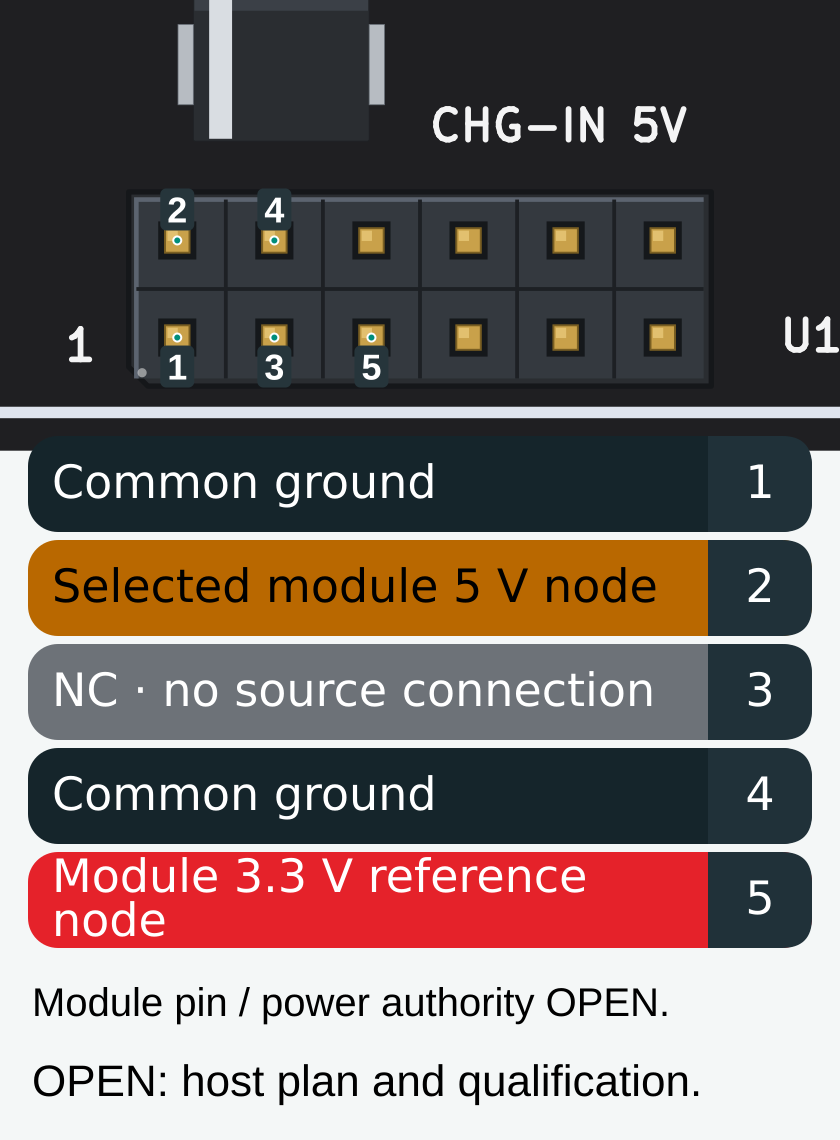 CHG–IN 5V
2 4
1
U1
1 3 5
Common ground 1
Selected module 5 V node 2
NC · no source connection 3
Common ground 4
Module 3.3 V reference
node 5
Module pin / power authority OPEN.
OPEN: host plan and qualification.